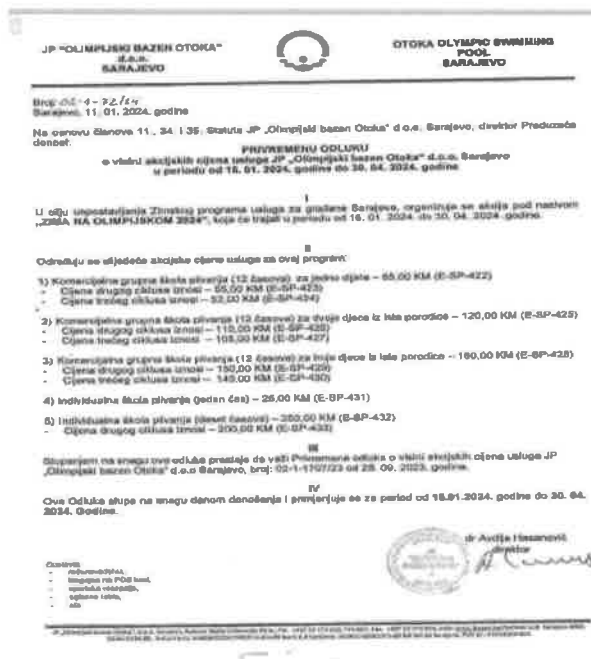 JP "OLIMPIJSKI BAZEN OTOKA"
d.o.o.
SARAJEVO
OTOKA OLYMPIC SWIMMING
POOL
SARAJEVO
Broj:
Sarajevo, 11. 01. 2024. godine
Na osnovu članova 11., 34. i 35. Statuta JP „Olimpijski bazen Otoka" d.o.o. Sarajevo, direktor Preduzeća
donosi:
PRIVREMENU ODLUKU
o visini akcijskih cijena usluga JP „Olimpijski bazen Otoka" d.o.o. Sarajevo
u periodu od 15. 01. 2024. godine do 30. 04. 2024. godine
I
U cilju uspostavljanja Zimskog programa usluga za građane Sarajeva, organizuje se akcija pod nazivom
„ZIMA NA OLIMPIJSKOM 2024", koja će trajati u periodu od 15. 01. 2024. do 30. 04. 2024. godine.
II
Određuju se slijedeće akcijske cijene usluga za ovaj program:
1) Komercijalna grupna škola plivanja (12 časova) za jedno dijete – 65,00 KM (E-SP-422)
- Cijena drugog ciklusa iznosi – 55,00 KM (E-SP-423)
- Cijena trećeg ciklusa iznosi – 52,00 KM (E-SP-424)
2) Komercijalna grupna škola plivanja (12 časova) za dvoje djece iz iste porodice – 120,00 KM (E-SP-425)
- Cijena drugog ciklusa iznosi – 110,00 KM (E-SP-426)
- Cijena trećeg ciklusa iznosi – 105,00 KM (E-SP-427)
3) Komercijalna grupna škola plivanja (12 časova) za troje djece iz iste porodice – 160,00 KM (E-SP-428)
- Cijena drugog ciklusa iznosi – 150,00 KM (E-SP-429)
- Cijena trećeg ciklusa iznosi – 145,00 KM (E-SP-430)
4) Individualna škola plivanja (jedan čas) – 25,00 KM (E-SP-431)
5) Individualna škola plivanja (deset časova) – 250,00 KM (E-SP-432)
- Cijena drugog ciklusa iznosi – 200,00 KM (E-SP-433)
III
Stupanjem na snagu ove odluke prestaje da važi Privremena odluka o visini akcijskih cijena usluga JP
„Olimpijski bazen Otoka" d.o.o Sarajevo, broj: 02-1-1707/23 od 28. 09. 2023. godine.
IV
Ova Odluka stupa na snagu danom donošenja i primjenjuje se za period od 15.01.2024. godine do 30. 04.
2024. Godine.
dr Avdija Hasanović
direktor